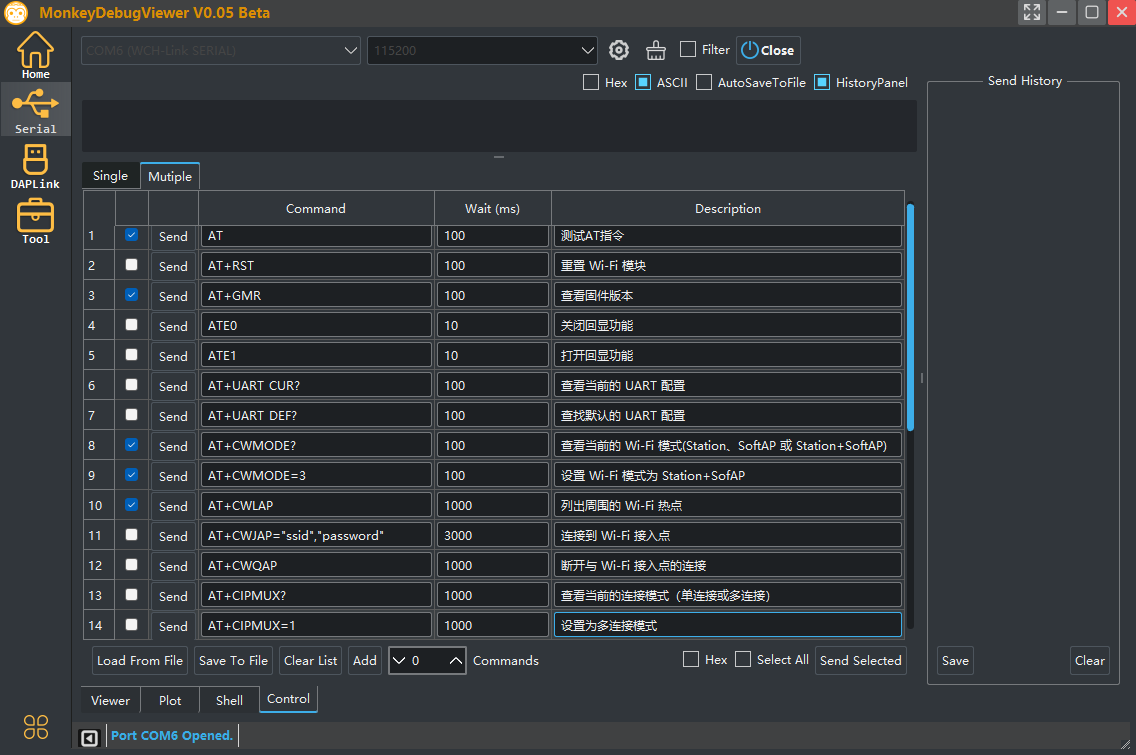 MonkeyDebugViewer V0.05 Beta
Home
Serial
DAPLink
Tool
COM6 (WCH-Link SERIAL)
115200
Filter
Close
Hex
ASCII
AutoSaveToFile
HistoryPanel
Send History
Single
Mutiple
Command
Wait (ms)
Description
1 Send AT 100 测试AT指令
2 Send AT+RST 100 重置 Wi-Fi 模块
3 Send AT+GMR 100 查看固件版本
4 Send ATE0 10 关闭回显功能
5 Send ATE1 10 打开回显功能
6 Send AT+UART CUR? 100 查看当前的 UART 配置
7 Send AT+UART DEF? 100 查找默认的 UART 配置
8 Send AT+CWMODE? 100 查看当前的 Wi-Fi 模式(Station、SoftAP 或 Station+SoftAP)
9 Send AT+CWMODE=3 100 设置 Wi-Fi 模式为 Station+SofAP
10 Send AT+CWLAP 1000 列出周围的 Wi-Fi 热点
11 Send AT+CWJAP="ssid","password" 3000 连接到 Wi-Fi 接入点
12 Send AT+CWQAP 1000 断开与 Wi-Fi 接入点的连接
13 Send AT+CIPMUX? 1000 查看当前的连接模式（单连接或多连接）
14 Send AT+CIPMUX=1 1000 设置为多连接模式
Load From File
Save To File
Clear List
Add
0
Commands
Hex
Select All
Send Selected
Save
Clear
Viewer
Plot
Shell
Control
Port COM6 Opened.